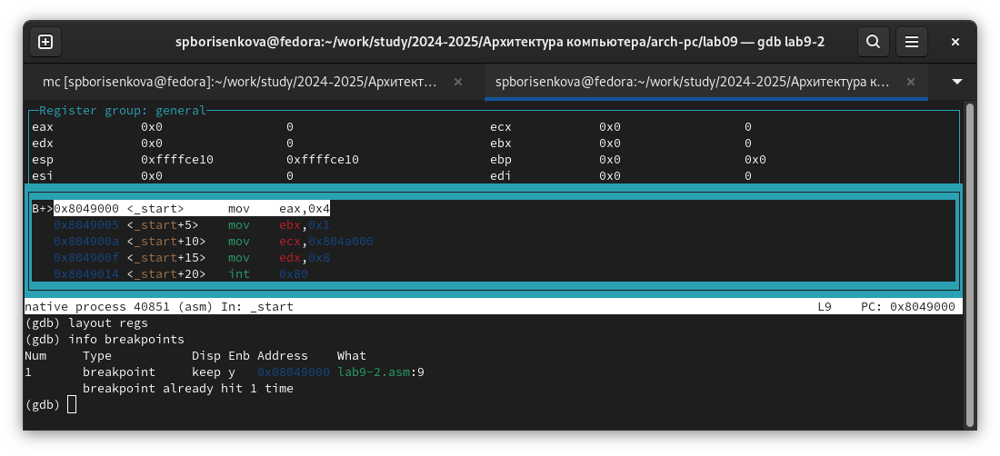 spborisenkova@fedora:~/work/study/2024-2025/Архитектура компьютера/arch-pc/lab09 — gdb lab9-2
mc [spborisenkova@fedora]:~/work/study/2024-2025/Архитект… spborisenkova@fedora:~/work/study/2024-2025/Архитектура к…
Register group: general
eax 0x0 0 ecx 0x0 0
edx 0x0 0 ebx 0x0 0
esp 0xffffce10 0xffffce10 ebp 0x0 0x0
esi 0x0 0 edi 0x0 0
B+>0x8049000 <_start> mov eax,0x4
0x8049005 <_start+5> mov ebx,0x1
0x804900a <_start+10> mov ecx,0x804a000
0x804900f <_start+15> mov edx,0x8
0x8049014 <_start+20> int 0x80
native process 40851 (asm) In: _start L9 PC: 0x8049000
(gdb) layout regs
(gdb) info breakpoints
Num Type Disp Enb Address What
1 breakpoint keep y 0x08049000 lab9-2.asm:9
breakpoint already hit 1 time
(gdb)